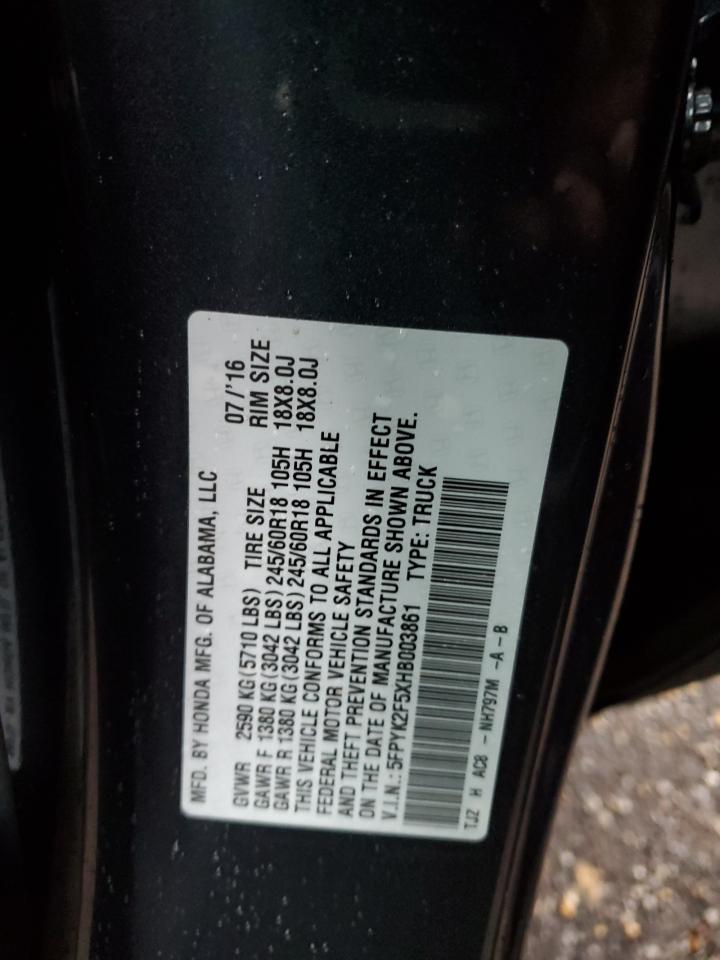 MFD. BY HONDA MFG. OF ALABAMA, LLC
07/'16
GVWR 2590 KG (5710 LBS) TIRE SIZE RIM SIZE
GAWR F 1380 KG (3042 LBS) 245/60R18 105H 18X8.0J
GAWR R 1380 KG (3042 LBS) 245/60R18 105H 18X8.0J
THIS VEHICLE CONFORMS TO ALL APPLICABLE
FEDERAL MOTOR VEHICLE SAFETY
AND THEFT PREVENTION STANDARDS IN EFFECT
ON THE DATE OF MANUFACTURE SHOWN ABOVE.
V.I.N.: 5FPYK2F5XHB003861 TYPE: TRUCK
TJZ H AC8 - NH797M -A-B